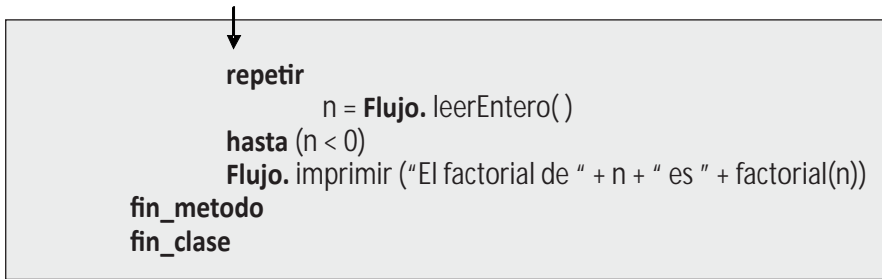 repetir
n = Flujo. leerEntero( )
hasta (n < 0)
Flujo. imprimir ("El factorial de " + n + " es " + factorial(n))
fin_metodo
fin_clase